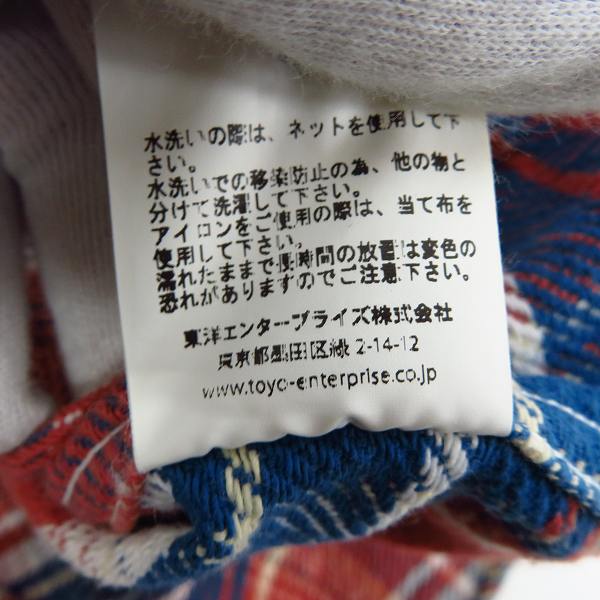 水洗いの際は、ネットを使用して下
さい。
水洗いでの移染防止の為、他の物と
分けて洗濯して下さい。
アイロンをご使用の際は、当て布を
使用して下さい。
濡れたままで長時間の放置は変色の
恐れがありますのでご注意下さい。
東洋エンタープライズ株式会社
東京都墨田区緑 2-14-12
www.toyo-enterprise.co.jp